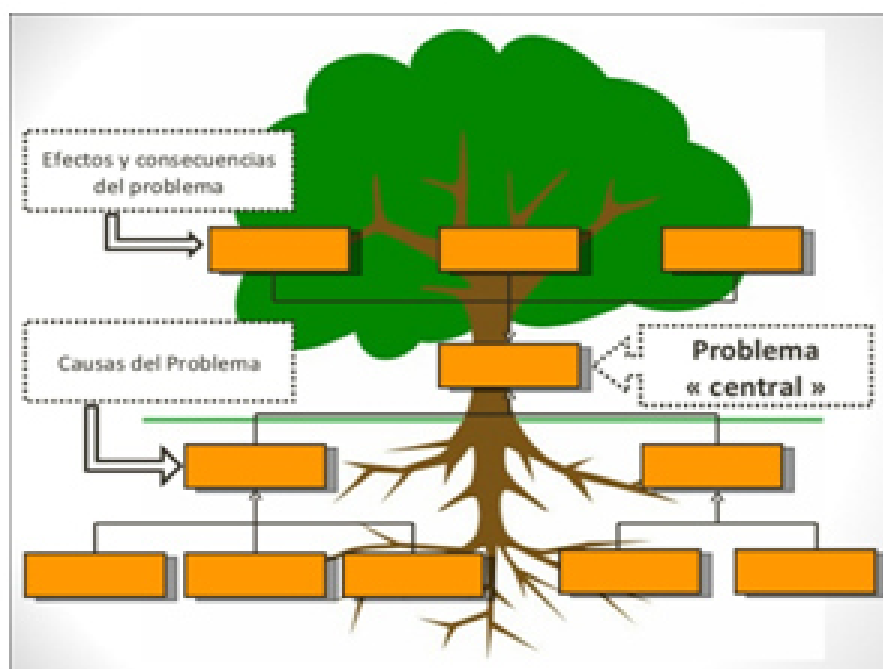 Efectos y consecuencias
del problema
Causas del Problema
Problema
« central »